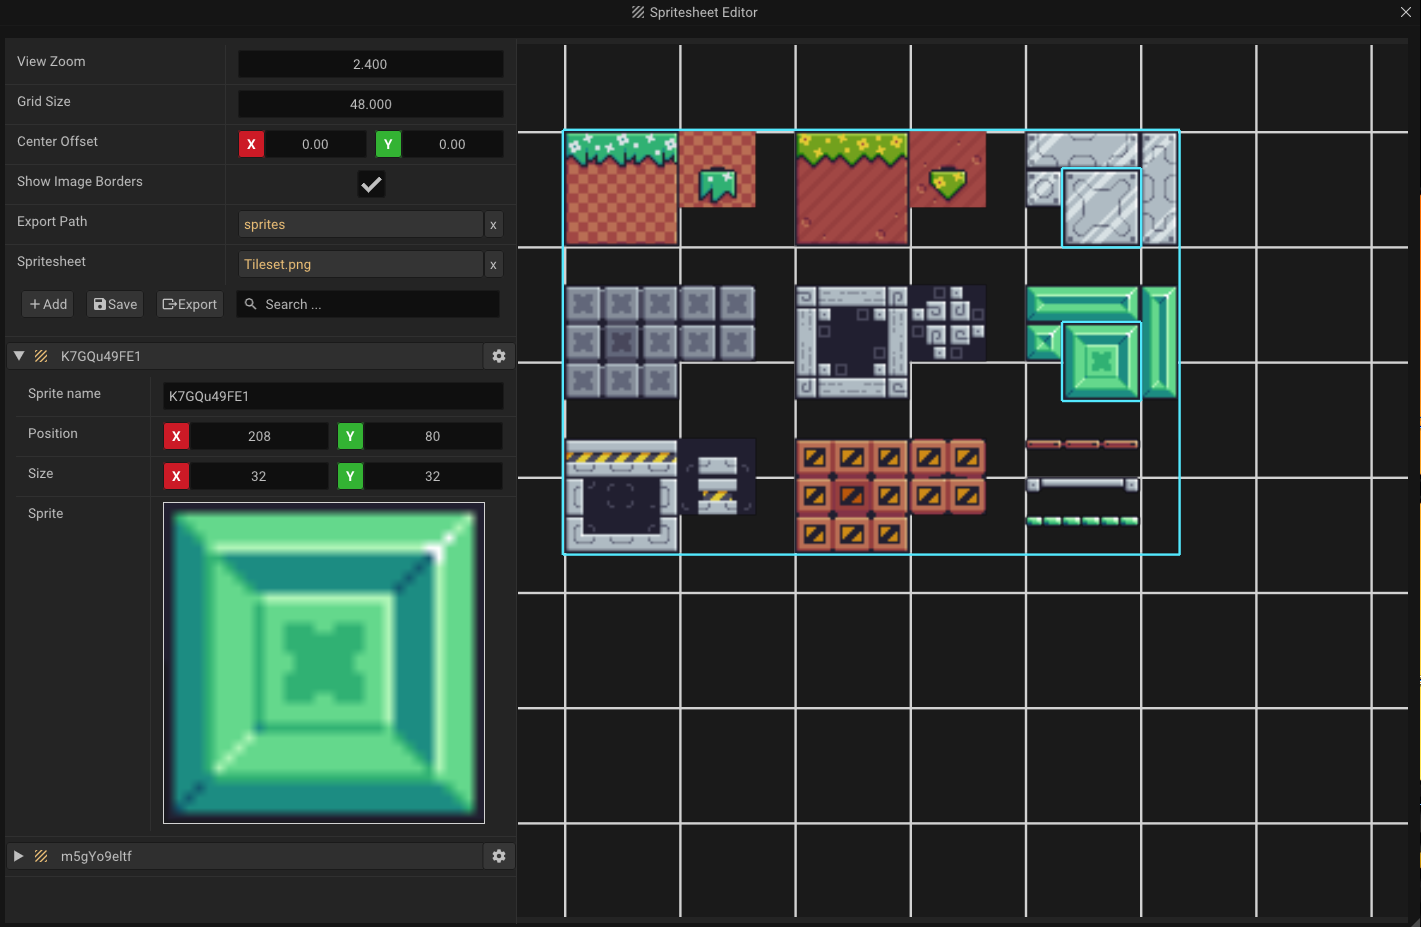 Spritesheet Editor
View Zoom 2.400
Grid Size 48.000
Center Offset X 0.00 Y 0.00
Show Image Borders
Export Path sprites x
Spritesheet Tileset.png x
+ Add Save Export Search ...
K7GQu49FE1
Sprite name K7GQu49FE1
Position X 208 Y 80
Size X 32 Y 32
Sprite
m5gYo9eltf